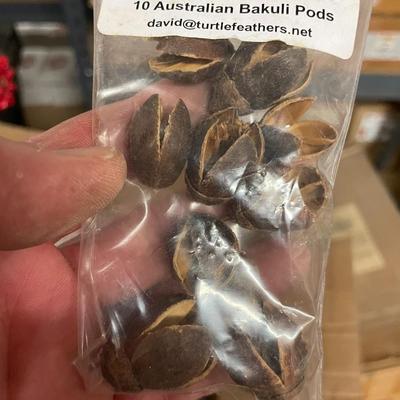 10 Australian Bakuli Pods
david@turtlefeathers.net